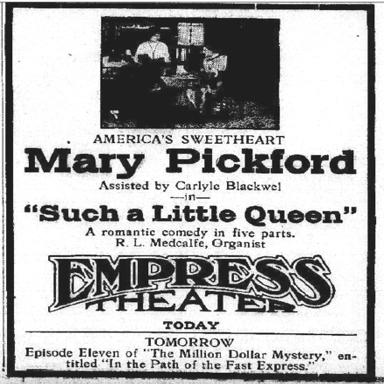 AMERICA'S SWEETHEART
Mary Pickford
Assisted by Carlyle Blackwel
—in—
"Such a Little Queen"
A romantic comedy in five parts.
R. L. Medcalfe, Organist
EMPRESS
THEATER
TODAY
TOMORROW
Episode Eleven of "The Million Dollar Mystery," en-
titled "In the Path of the Fast Express."